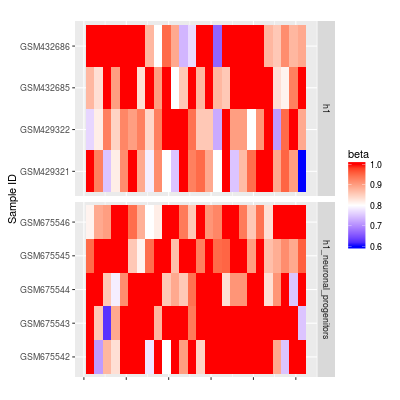 GSM432686
GSM432685
GSM429322
GSM429321
h1
GSM675546
GSM675545
GSM675544
GSM675543
GSM675542
h1_neuronal_progenitors
Sample ID
beta
1.0
0.9
0.8
0.7
0.6